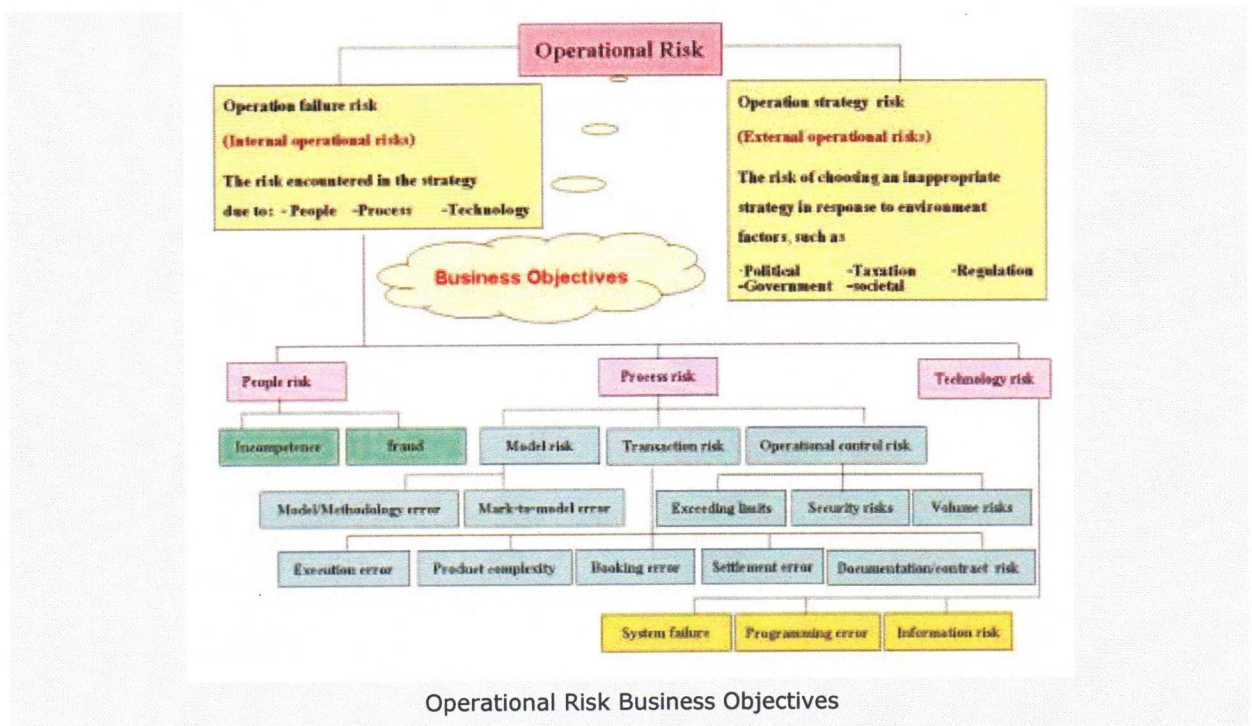 Operational Risk
Operation failure risk
(Internal operational risks)
The risk encountered in the strategy
due to: -People -Process -Technology
Operation strategy risk
(External operational risks)
The risk of choosing an inappropriate
strategy in response to environment
factors, such as
-Political -Taxation -Regulation
-Government -societal
Business Objectives
People risk
Process risk
Technology risk
Incompetence
fraud
Model risk
Transaction risk
Operational control risk
Model/Methodology error
Mark-to-model error
Exceeding limits
Security risks
Volume risks
Execution error
Product complexity
Booking error
Settlement error
Documentation/contract risk
System failure
Programming error
Information risk
Operational Risk Business Objectives